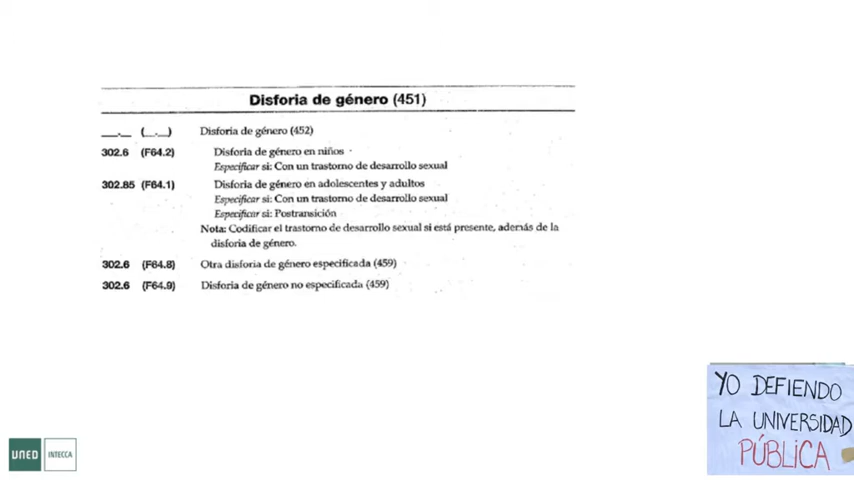 Disforia de género (451)
__.__ (__.__) Disforia de género (452)
302.6 (F64.2) Disforia de género en niños
Especificar si: Con un trastorno de desarrollo sexual
302.85 (F64.1) Disforia de género en adolescentes y adultos
Especificar si: Con un trastorno de desarrollo sexual
Especificar si: Postransición
Nota: Codificar el trastorno de desarrollo sexual si está presente, además de la
disforia de género.
302.6 (F64.8) Otra disforia de género especificada (459)
302.6 (F64.9) Disforia de género no especificada (459)
YO DEFIENDO
LA UNIVERSIDAD
PÚBLICA
UNED INTECCA